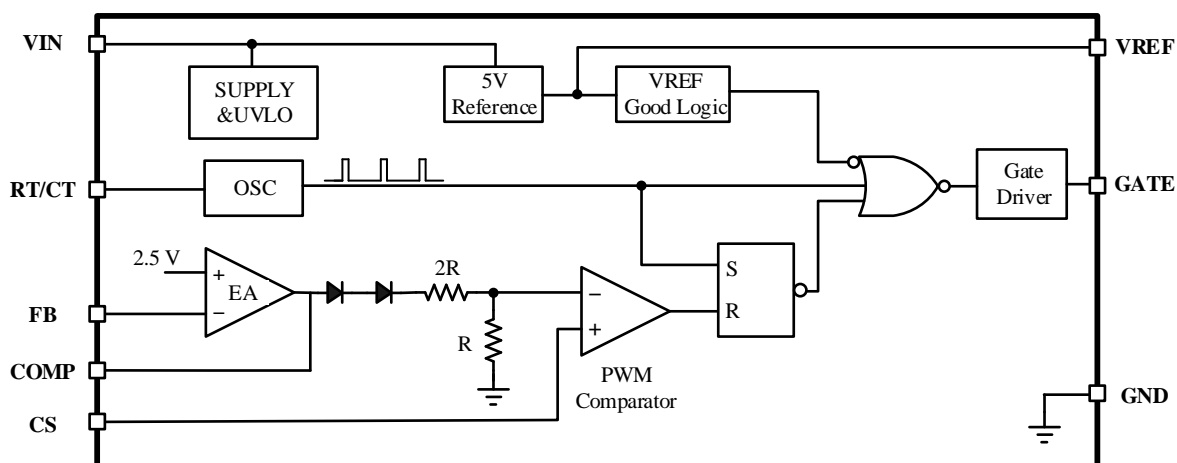 VIN
VREF
SUPPLY
&UVLO
5V
Reference
VREF
Good Logic
RT/CT
OSC
Gate
Driver
GATE
2.5 V
+
EA
−
2R
R
−
+
S
R
FB
COMP
PWM
Comparator
CS
GND